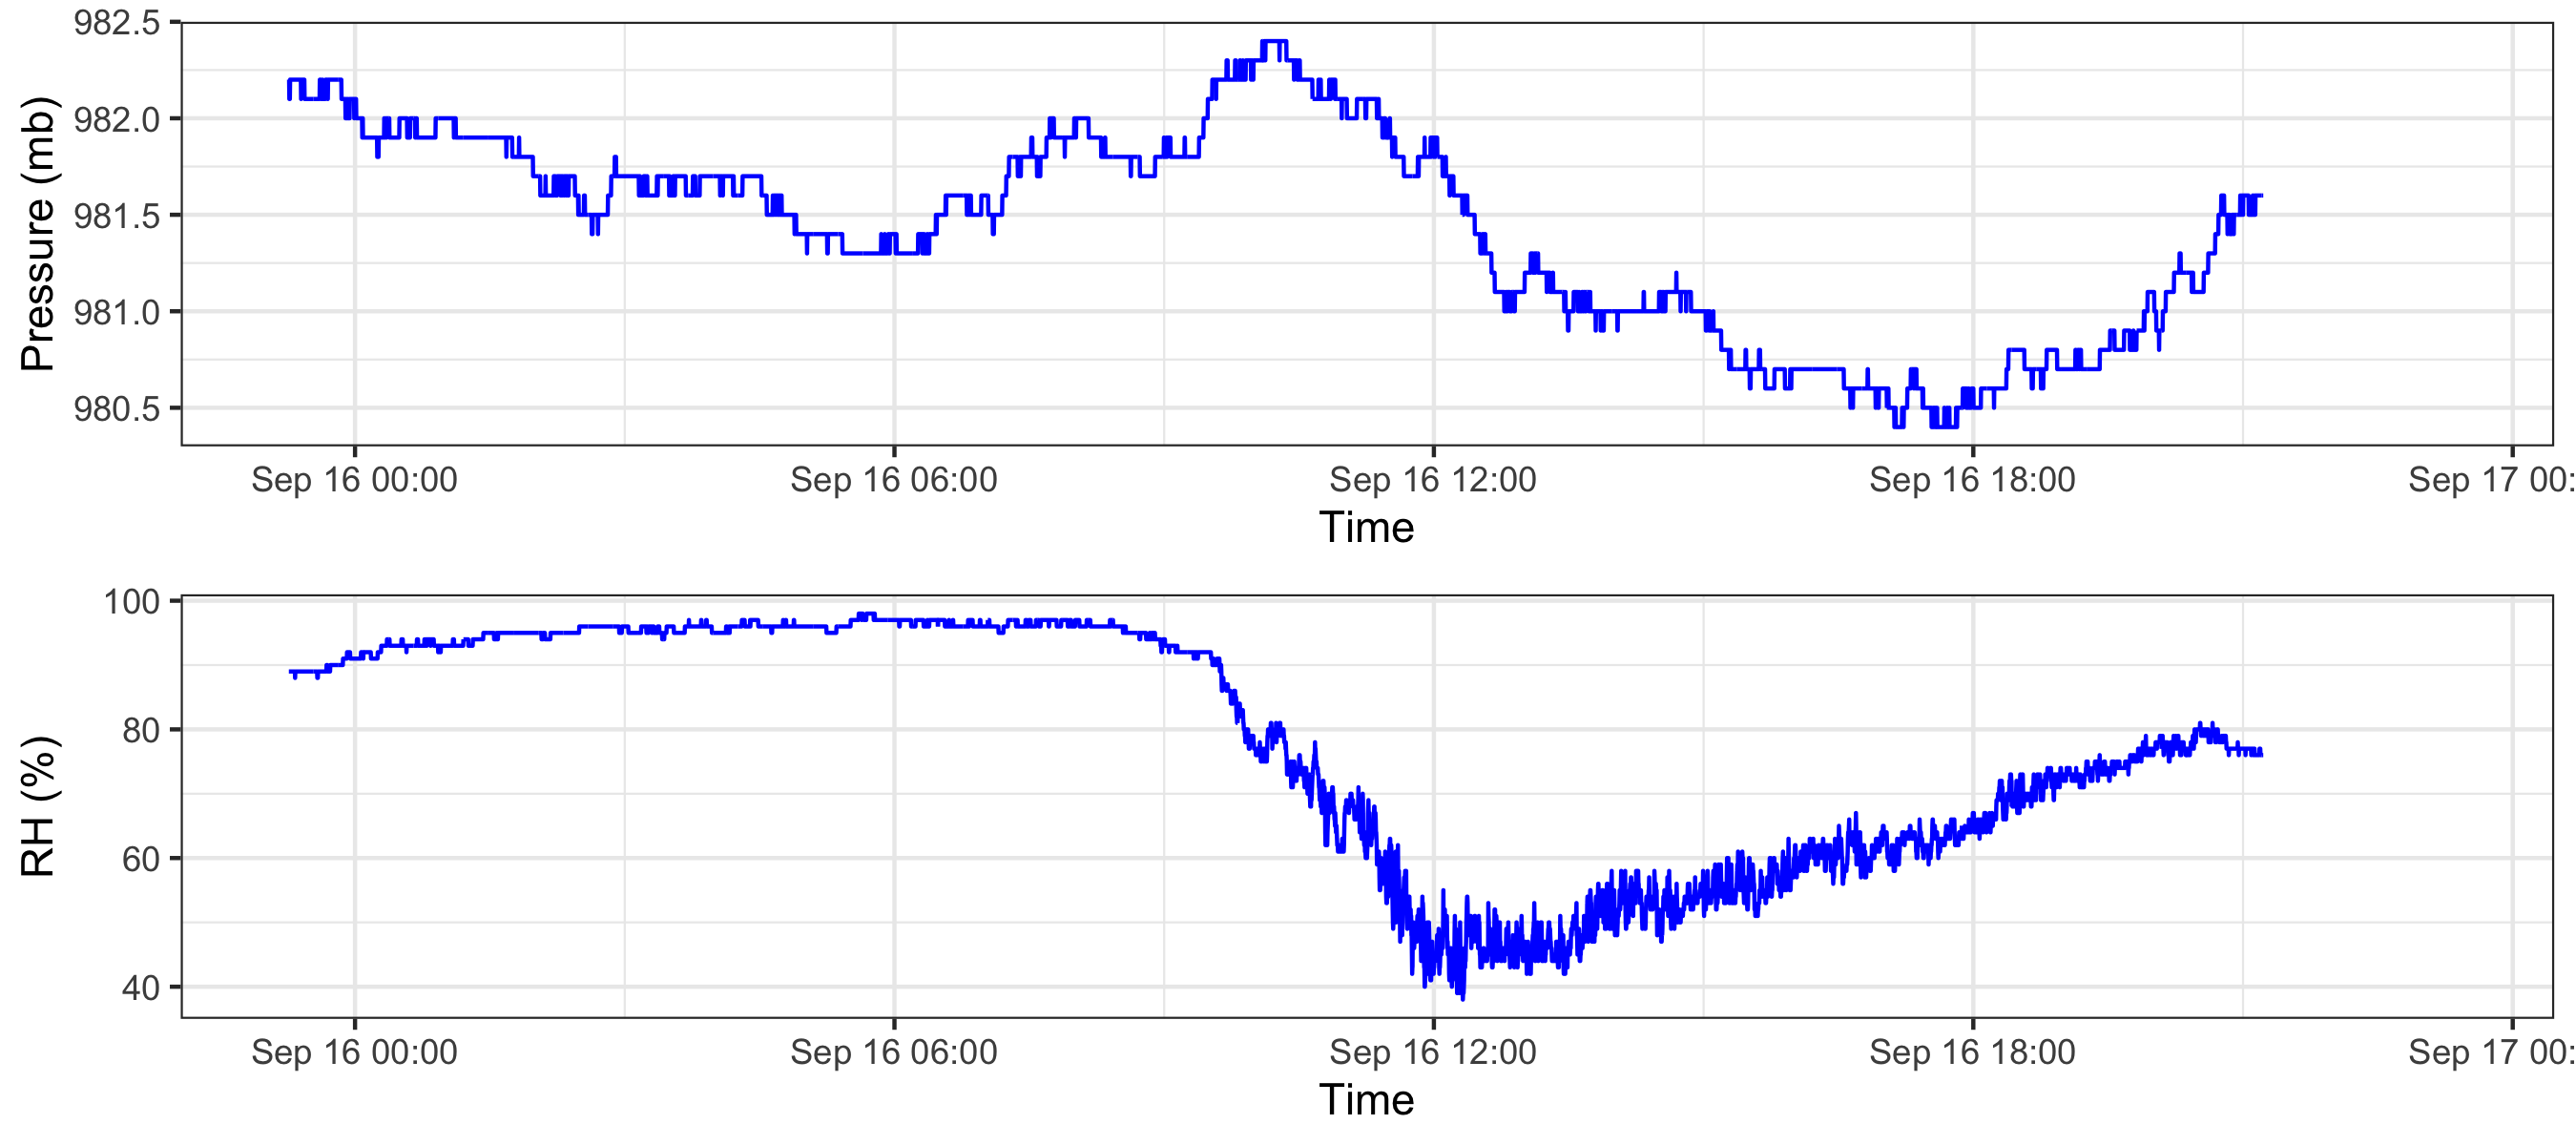 Pressure (mb)
982.5
982.0
981.5
981.0
980.5
Sep 16 00:00
Sep 16 06:00
Sep 16 12:00
Sep 16 18:00
Sep 17 00:
Time
RH (%)
100
80
60
40
Sep 16 00:00
Sep 16 06:00
Sep 16 12:00
Sep 16 18:00
Sep 17 00:
Time